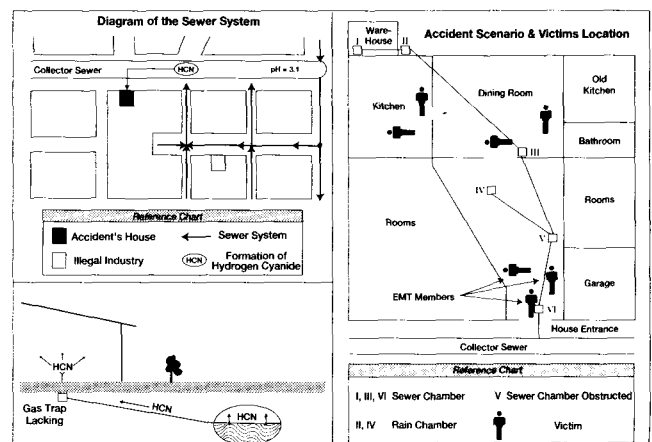 Diagram of the Sewer System
Collector Sewer
HCN
pH = 3.1
Reference Chart
Accident's House
Sewer System
Illegal Industry
HCN
Formation of
Hydrogen Cyanide
HCN
Gas Trap
Lacking
HCN
HCN
Accident Scenario & Victims Location
Ware-
House
I
II
Kitchen
Dining Room
Old
Kitchen
Bathroom
III
IV
Rooms
Rooms
V
Garage
EMT Members
VI
House Entrance
Collector Sewer
Reference Chart
I, III, VI Sewer Chamber
V Sewer Chamber Obstructed
II, IV Rain Chamber
Victim